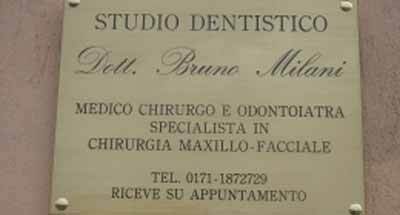 STUDIO DENTISTICO
Dott. Bruno Milani
MEDICO CHIRURGO E ODONTOIATRA
SPECIALISTA IN
CHIRURGIA MAXILLO-FACCIALE
TEL. 0171-1872729
RICEVE SU APPUNTAMENTO